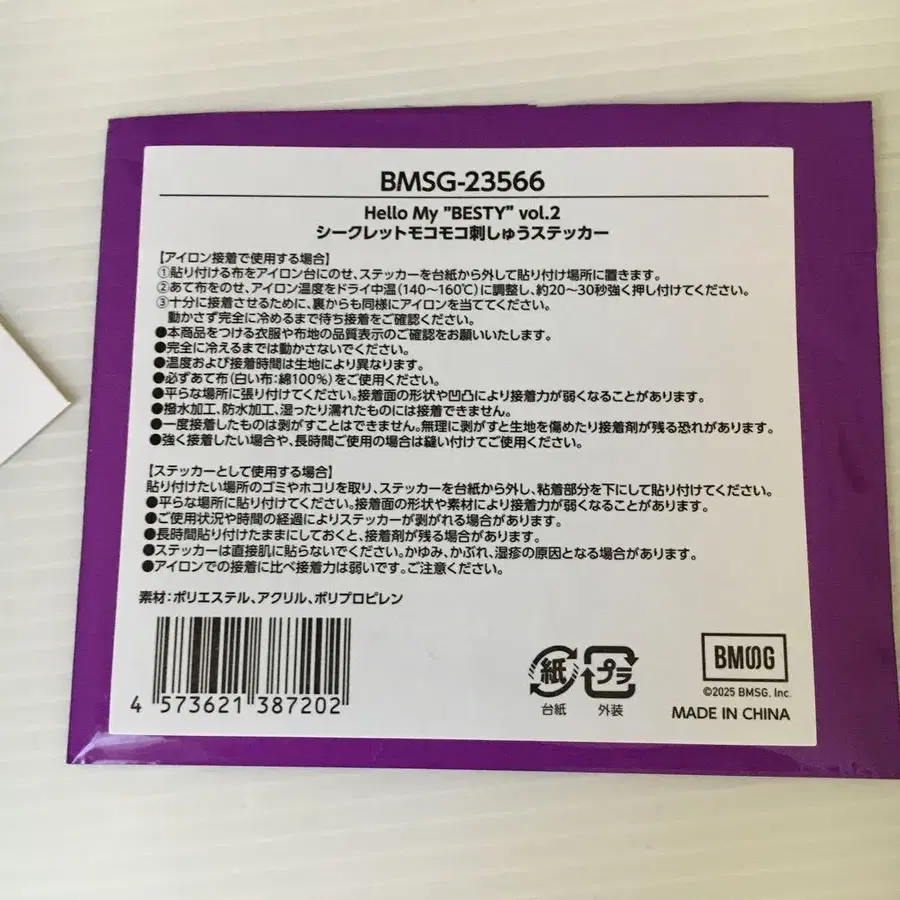 BMSG-23566
Hello My "BESTY" vol.2
シークレットモコモコ刺しゅうステッカー
【アイロン接着で使用する場合】
①貼り付ける布をアイロン台にのせ、ステッカーを台紙から外して貼り付け場所に置きます。
②あて布をのせ、アイロン温度をドライ中温(140～160℃)に調整し、約20～30秒強く押し付けてください。
③十分に接着させるために、裏からも同様にアイロンを当ててください。
動かさず完全に冷めるまで待ち接着をご確認ください。
●本商品をつける衣服や布地の品質表示のご確認をお願いいたします。
●完全に冷えるまでは動かさないでください。
●温度および接着時間は生地により異なります。
●必ずあて布(白い布：綿100%)をご使用ください。
●平らな場所に張り付けてください。接着面の形状や凹凸により接着力が弱くなることがあります。
●撥水加工、防水加工、湿ったり濡れたものには接着できません。
●一度接着したものは剥がすことはできません。無理に剥がすと生地を傷めたり接着剤が残る恐れがあります。
●強く接着したい場合や、長時間ご使用の場合は縫い付けてご使用ください。
【ステッカーとして使用する場合】
貼り付けたい場所のゴミやホコリを取り、ステッカーを台紙から外し、粘着部分を下にして貼り付けてください。
●平らな場所に貼り付けてください。接着面の形状や素材により接着力が弱くなることがあります。
●ご使用状況や時間の経過によりステッカーが剥がれる場合があります。
●長時間貼り付けたままにしておくと、接着剤が残る場合があります。
●ステッカーは直接肌に貼らないでください。かゆみ、かぶれ、湿疹の原因となる場合があります。
●アイロンでの接着に比べ接着力は弱いです。ご注意ください。
素材：ポリエステル、アクリル、ポリプロピレン
4 573621 387202
紙
台紙
プラ
外装
BMSG
©2025 BMSG, Inc.
MADE IN CHINA